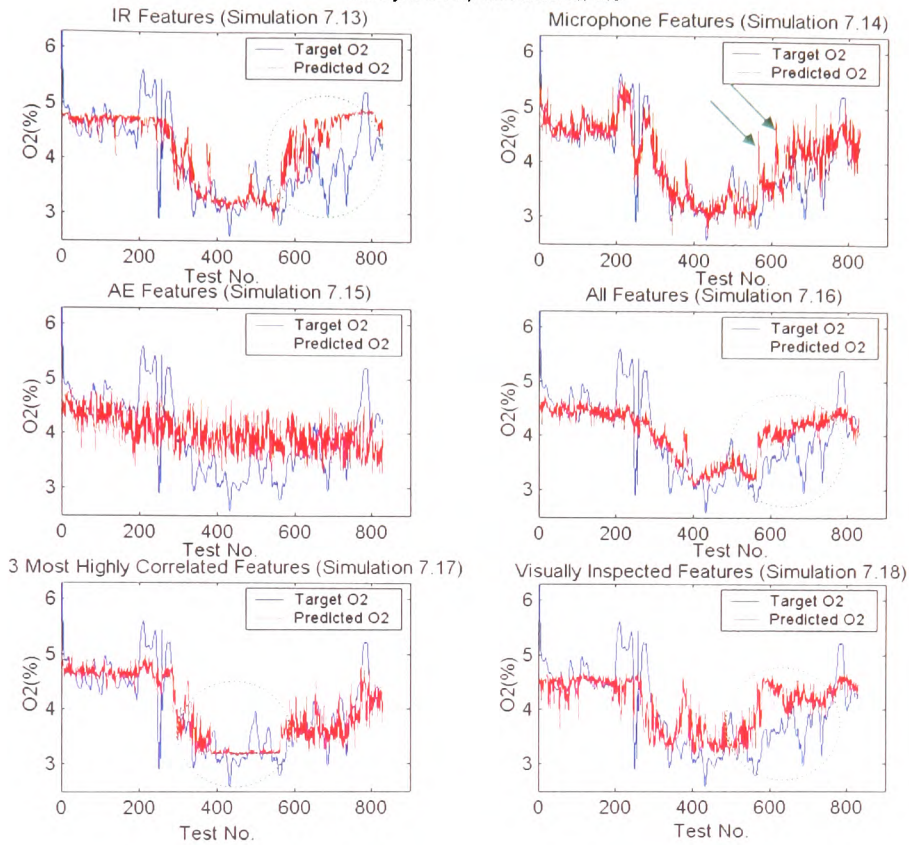 IR Features (Simulation 7.13)
6
5
4
3
O2(%)
Target O2
Predicted O2
0
200
400
600
800
Test No.
Microphone Features (Simulation 7.14)
6
5
4
3
O2(%)
Target O2
Predicted O2
0
200
400
600
800
Test No.
AE Features (Simulation 7.15)
6
5
4
3
O2(%)
Target O2
Predicted O2
0
200
400
600
800
Test No.
All Features (Simulation 7.16)
6
5
4
3
O2(%)
Target O2
Predicted O2
0
200
400
600
800
Test No.
3 Most Highly Correlated Features (Simulation 7.17)
6
5
4
3
O2(%)
Target O2
Predicted O2
0
200
400
600
800
Test No.
Visually Inspected Features (Simulation 7.18)
6
5
4
3
O2(%)
Target O2
Predicted O2
0
200
400
600
800
Test No.